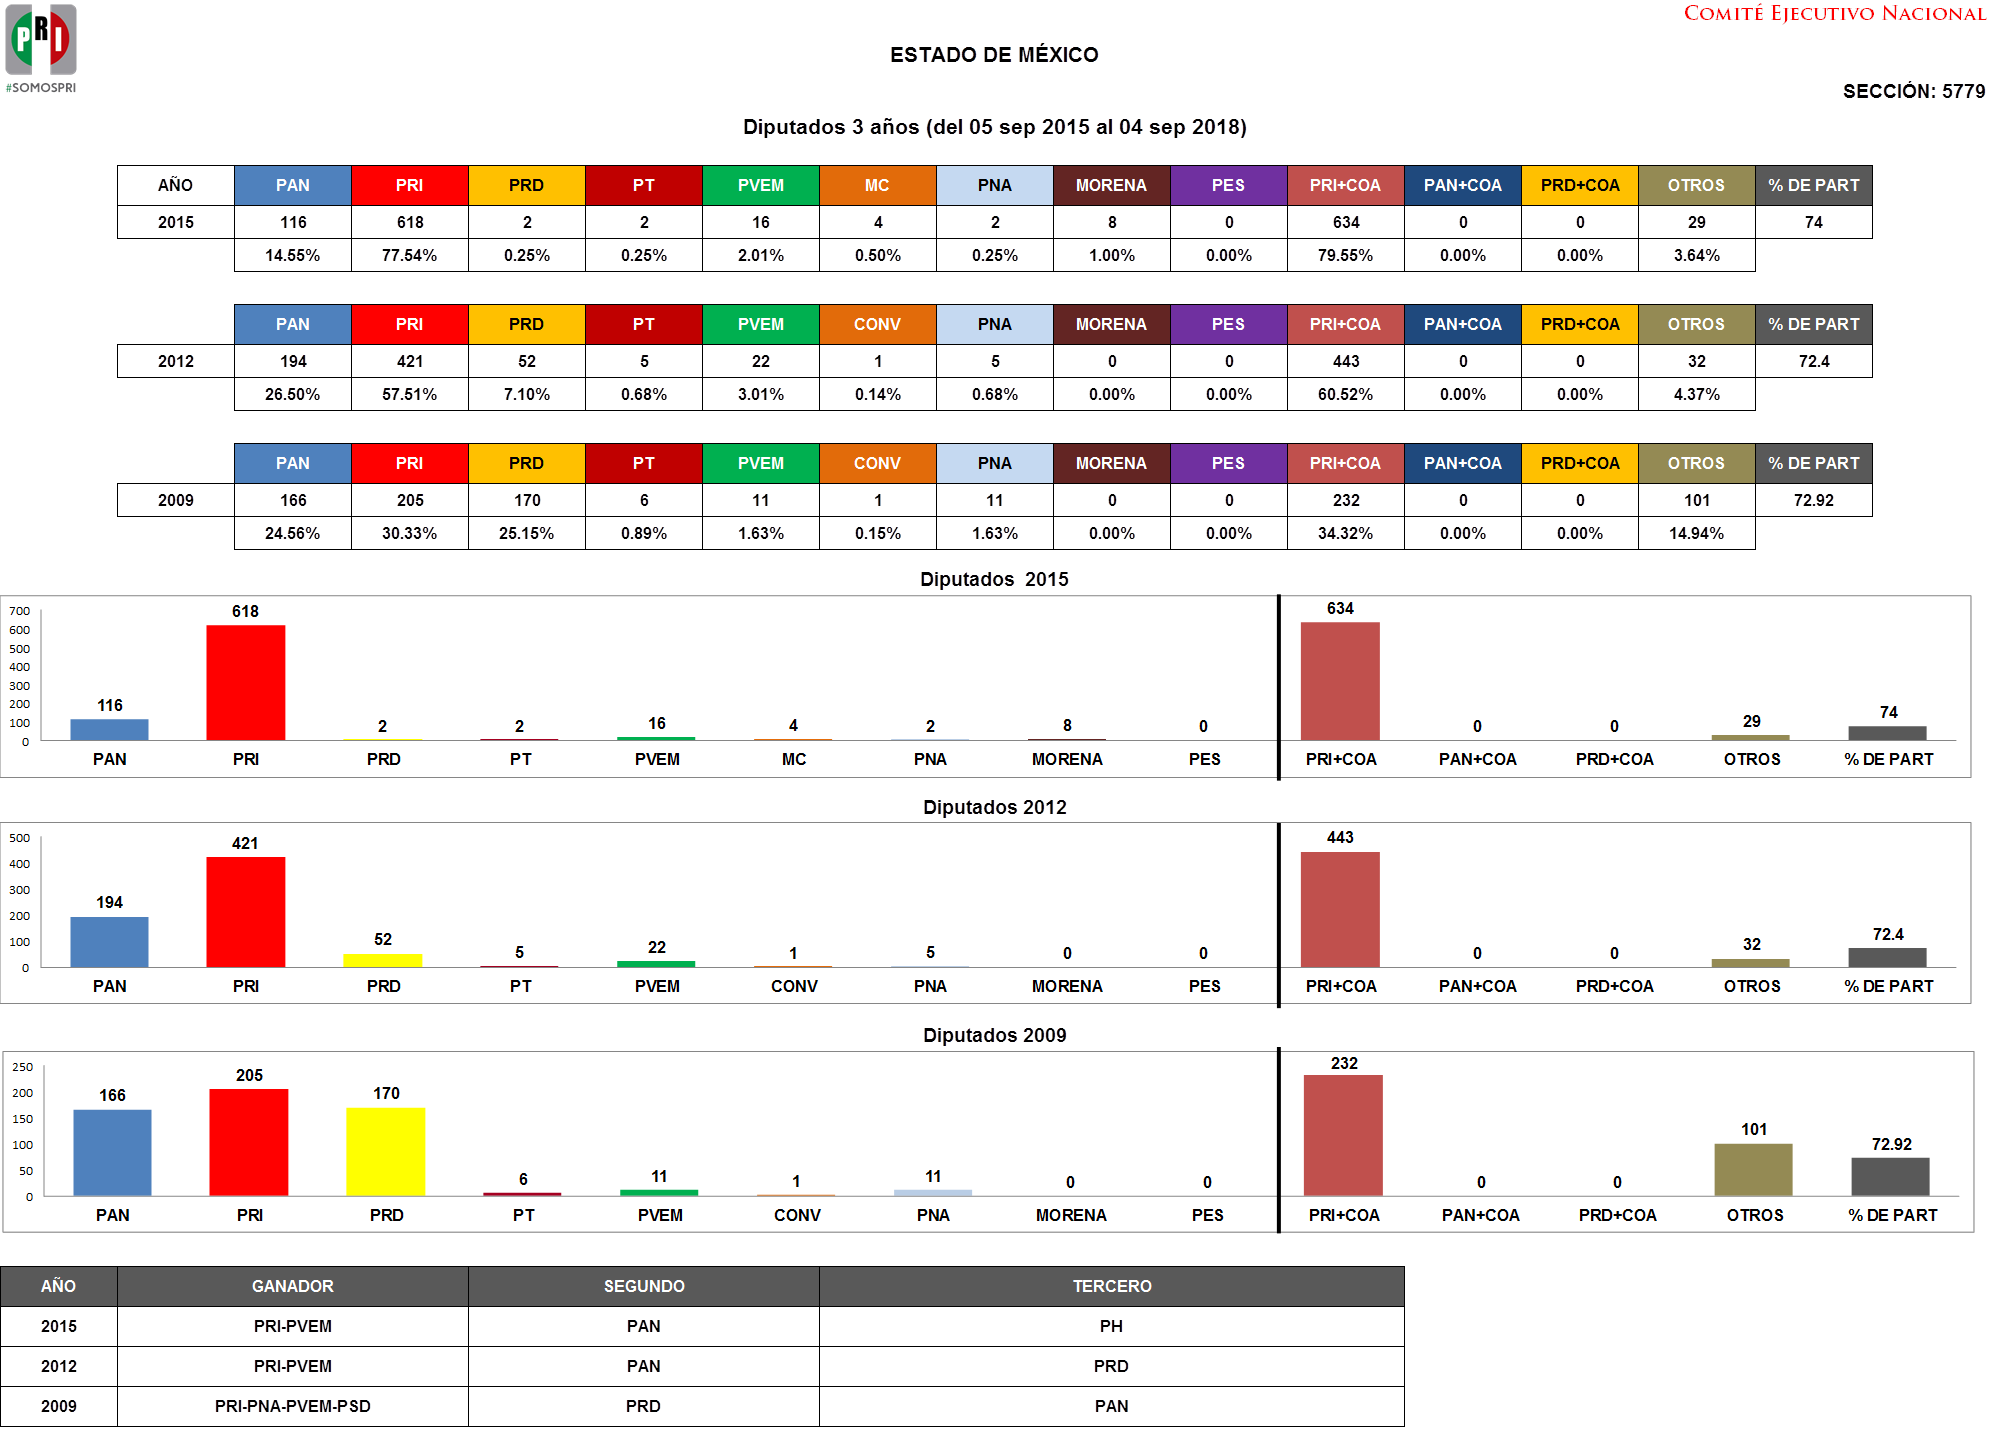 PRI
#SOMOSPRI
COMITÉ EJECUTIVO NACIONAL
ESTADO DE MÉXICO
SECCIÓN: 5779
Diputados 3 años (del 05 sep 2015 al 04 sep 2018)
AÑO PAN PRI PRD PT PVEM MC PNA MORENA PES PRI+COA PAN+COA PRD+COA OTROS % DE PART
2015 116 618 2 2 16 4 2 8 0 634 0 0 29 74
14.55% 77.54% 0.25% 0.25% 2.01% 0.50% 0.25% 1.00% 0.00% 79.55% 0.00% 0.00% 3.64%
PAN PRI PRD PT PVEM CONV PNA MORENA PES PRI+COA PAN+COA PRD+COA OTROS % DE PART
2012 194 421 52 5 22 1 5 0 0 443 0 0 32 72.4
26.50% 57.51% 7.10% 0.68% 3.01% 0.14% 0.68% 0.00% 0.00% 60.52% 0.00% 0.00% 4.37%
PAN PRI PRD PT PVEM CONV PNA MORENA PES PRI+COA PAN+COA PRD+COA OTROS % DE PART
2009 166 205 170 6 11 1 11 0 0 232 0 0 101 72.92
24.56% 30.33% 25.15% 0.89% 1.63% 0.15% 1.63% 0.00% 0.00% 34.32% 0.00% 0.00% 14.94%
Diputados 2015
700
600
500
400
300
200
100
0
116 618 2 2 16 4 2 8 0 634 0 0 29 74
PAN PRI PRD PT PVEM MC PNA MORENA PES PRI+COA PAN+COA PRD+COA OTROS % DE PART
Diputados 2012
500
400
300
200
100
0
194 421 52 5 22 1 5 0 0 443 0 0 32 72.4
PAN PRI PRD PT PVEM CONV PNA MORENA PES PRI+COA PAN+COA PRD+COA OTROS % DE PART
Diputados 2009
250
200
150
100
50
0
166 205 170 6 11 1 11 0 0 232 0 0 101 72.92
PAN PRI PRD PT PVEM CONV PNA MORENA PES PRI+COA PAN+COA PRD+COA OTROS % DE PART
AÑO GANADOR SEGUNDO TERCERO
2015 PRI-PVEM PAN PH
2012 PRI-PVEM PAN PRD
2009 PRI-PNA-PVEM-PSD PRD PAN